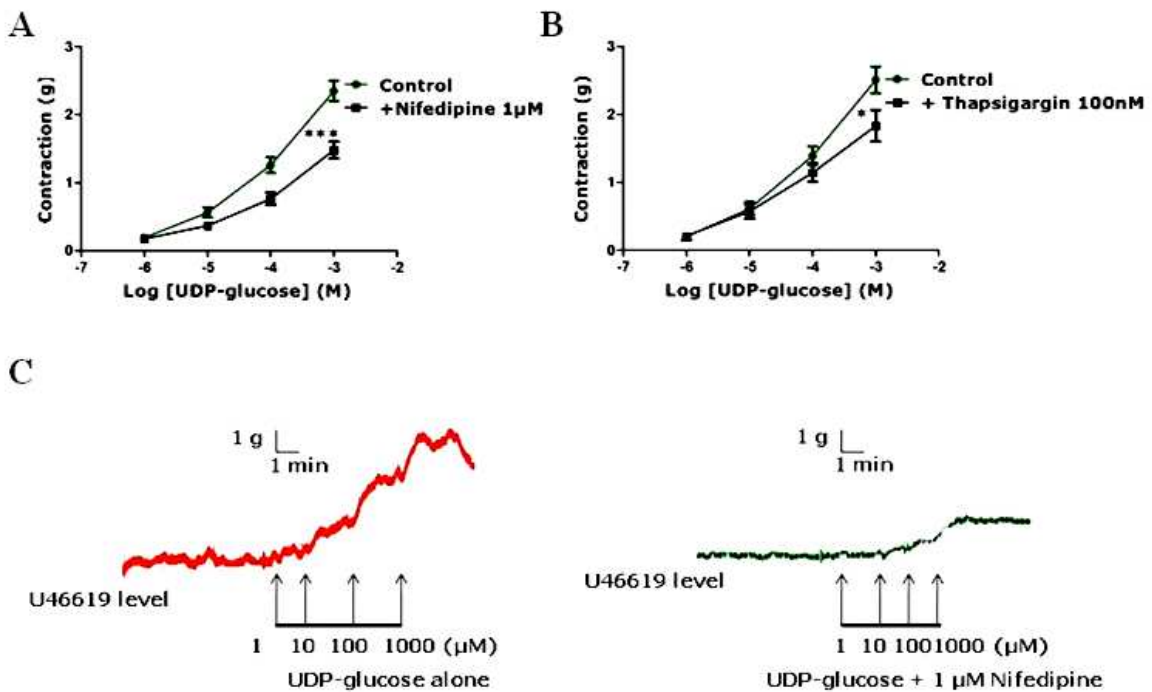 A
3
2
1
0
-7 -6 -5 -4 -3 -2
Contraction (g)
Log [UDP-glucose] (M)
Control
+Nifedipine 1µM
***
B
3
2
1
0
-7 -6 -5 -4 -3 -2
Contraction (g)
Log [UDP-glucose] (M)
Control
+ Thapsigargin 100nM
*
C
1 g
1 min
U46619 level
1 10 100 1000 (µM)
UDP-glucose alone
1 g
1 min
U46619 level
1 10 1001000 (µM)
UDP-glucose + 1 µM Nifedipine